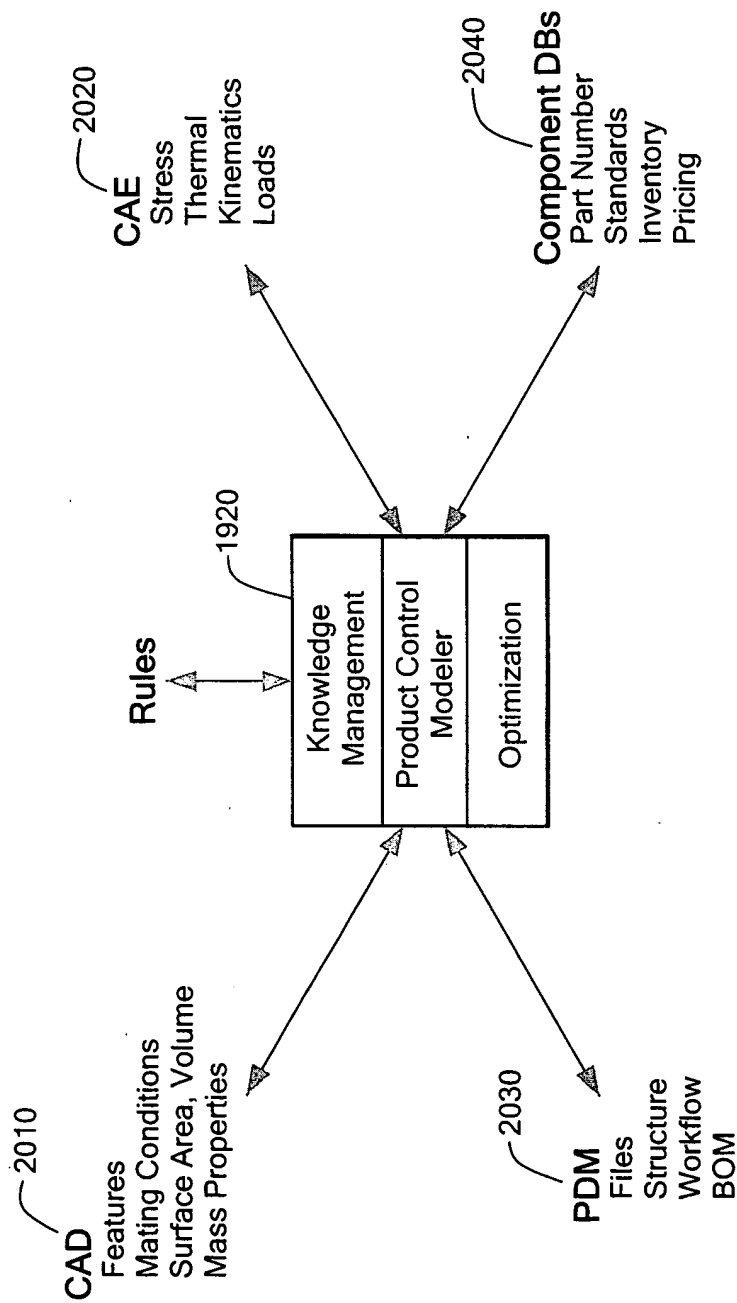 2010
CAD
Features
Mating Conditions
Surface Area, Volume
Mass Properties
Rules
1920
Knowledge
Management
Product Control
Modeler
Optimization
2020
CAE
Stress
Thermal
Kinematics
Loads
2030
PDM
Files
Structure
Workflow
BOM
2040
Component DBs
Part Number
Standards
Inventory
Pricing